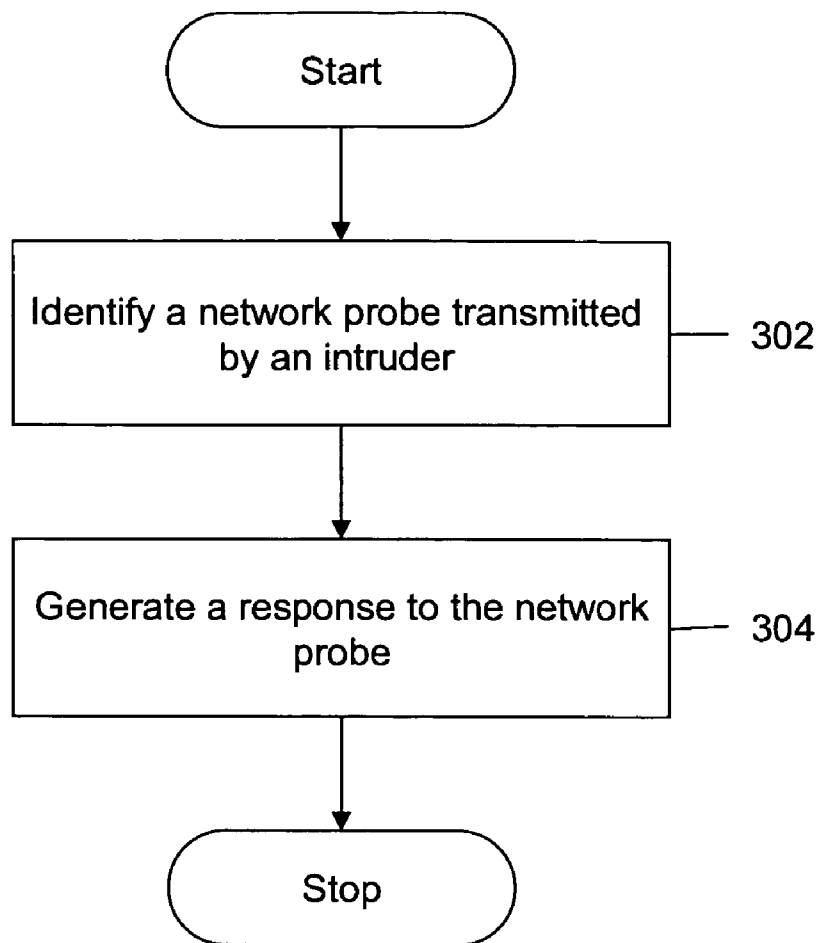 Start
Identify a network probe transmitted
by an intruder
302
Generate a response to the network
probe
304
Stop